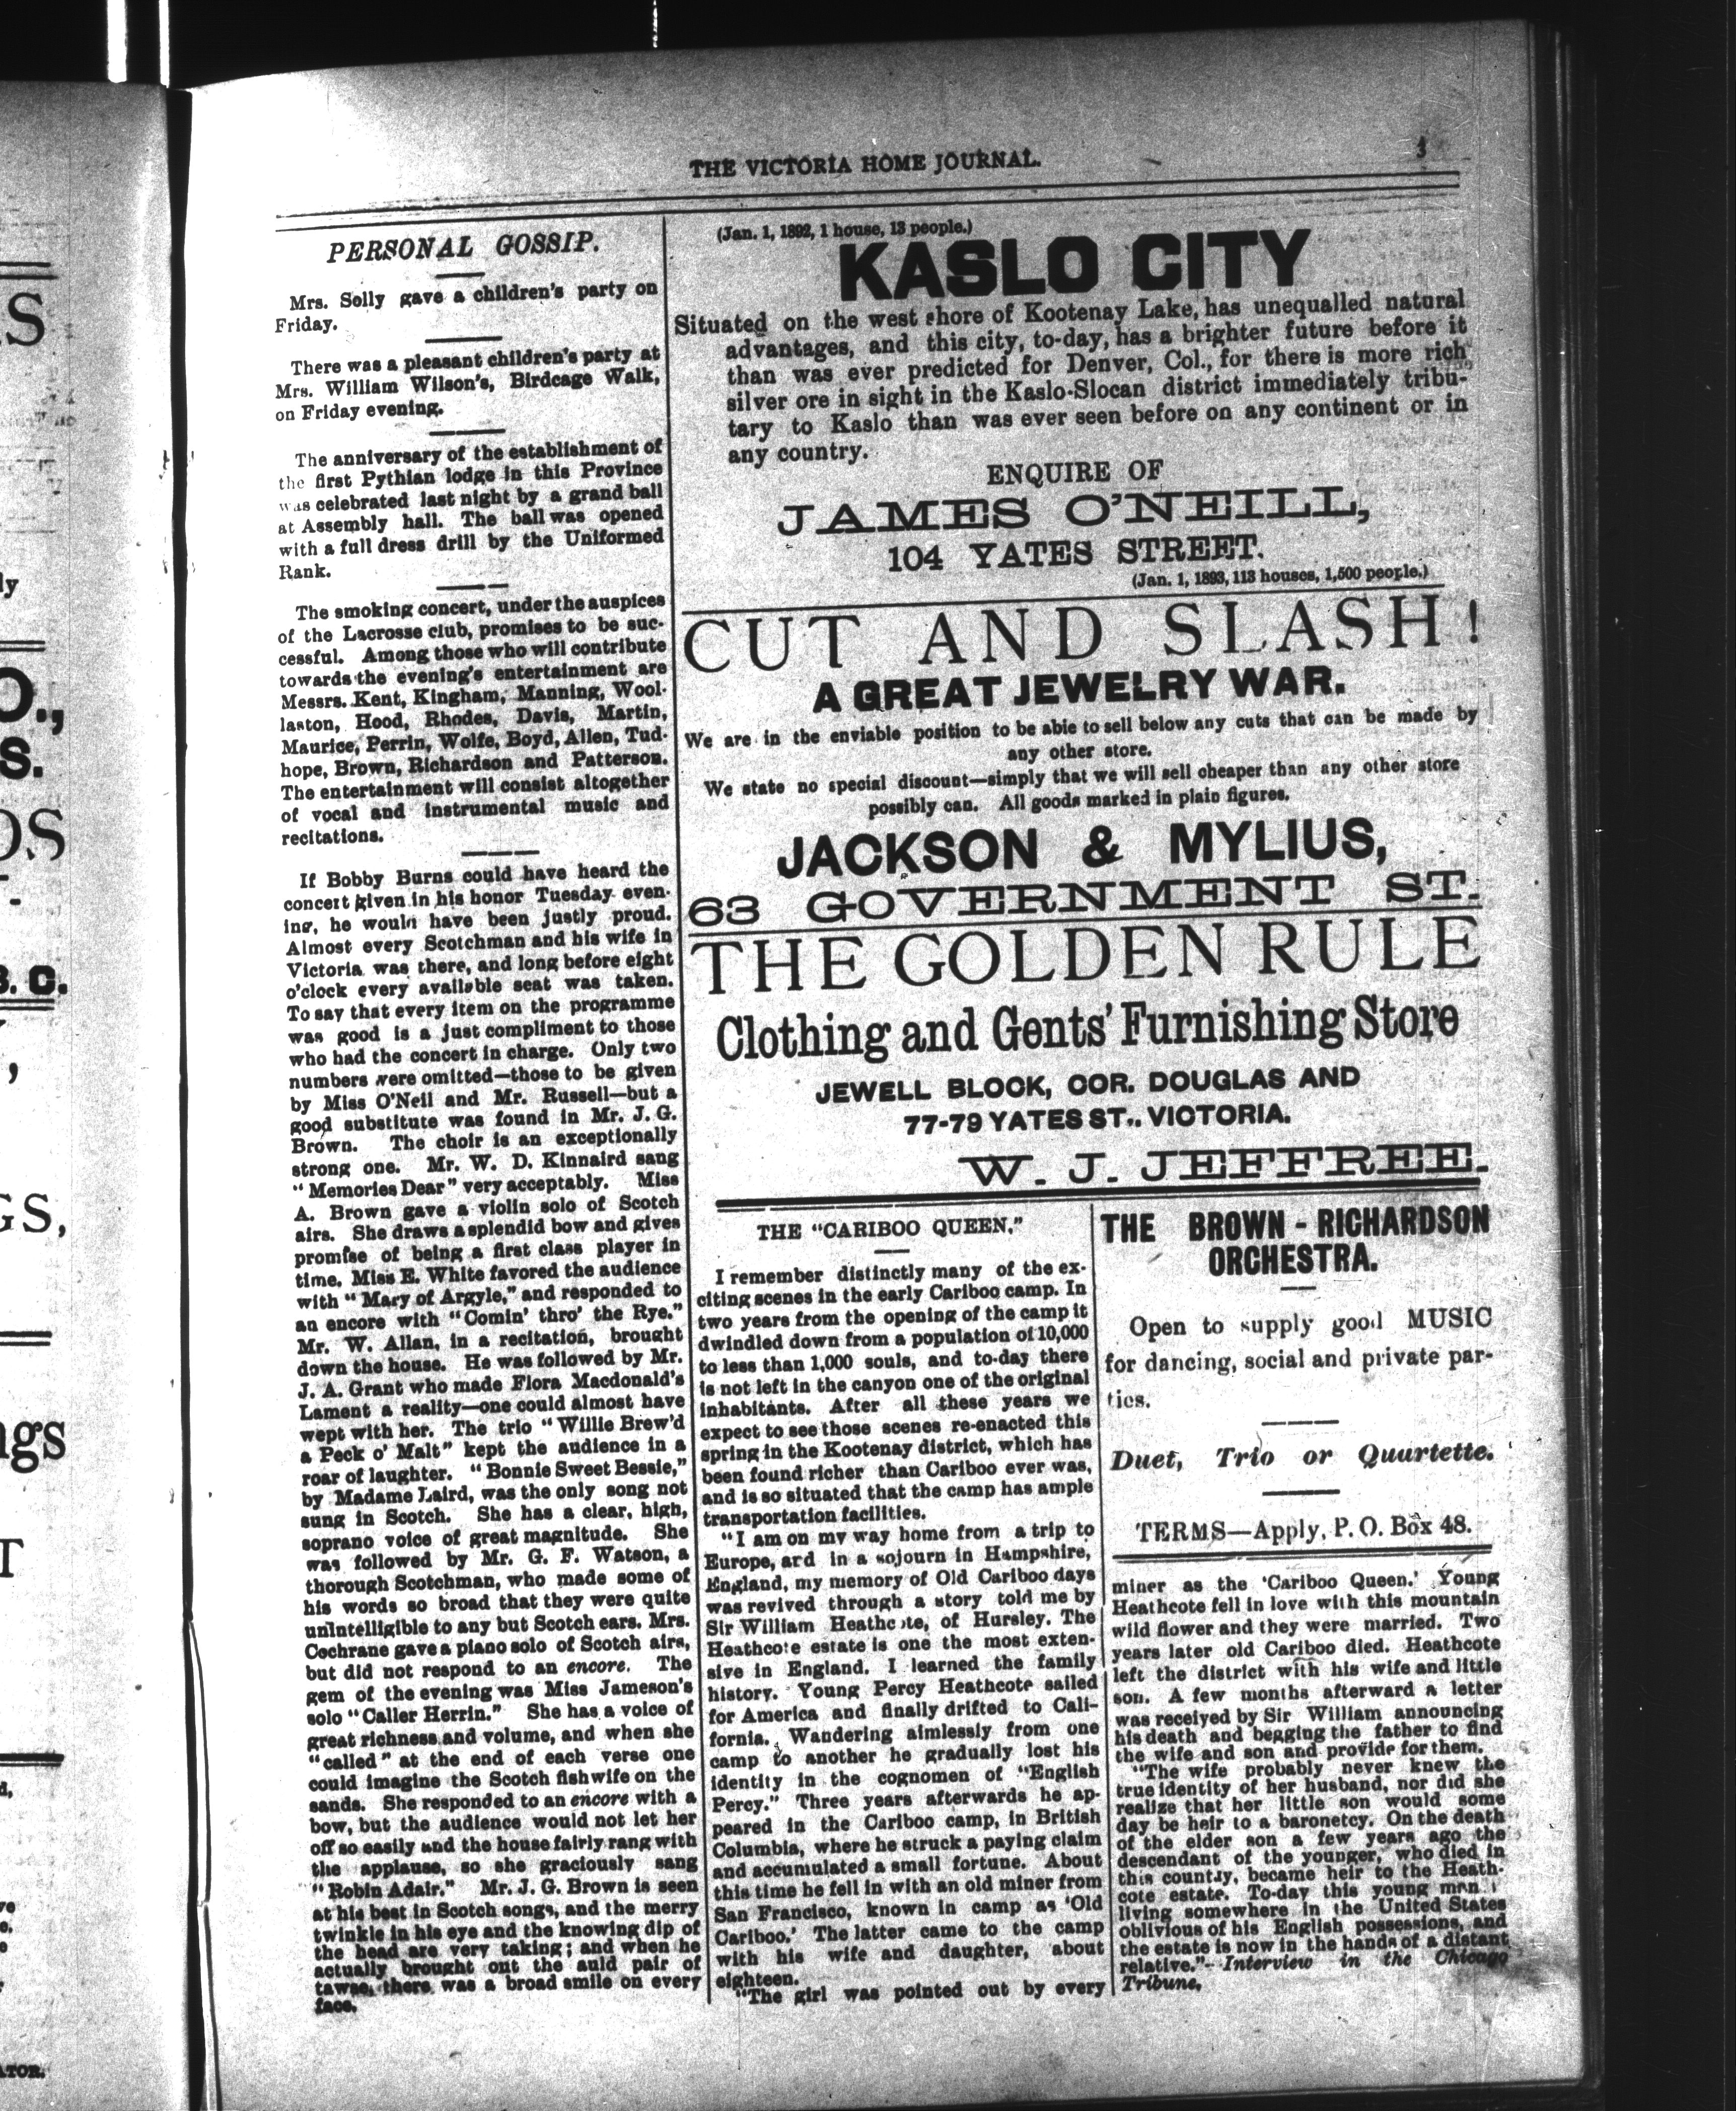 THE VICTORIA HOME JOURNAL.
PERSONAL GOSSIP.
Mrs. Solly gave a children's party on
Friday.
There was a pleasant children's party at
Mrs. William Wilson's, Birdcage Walk,
on Friday evening.
The anniversary of the establishment of
the first Pythian lodge in this Province
was celebrated last night by a grand ball
at Assembly hall. The ball was opened
with a full dress drill by the Uniformed
Rank.
The smoking concert, under the auspices
of the Lacrosse club, promises to be suc-
cessful. Among those who will contribute
towards the evening's entertainment are
Messrs. Kent, Kingham, Manning, Wool-
laston, Hood, Rhodes, Davis, Martin,
Maurice, Perrin, Wolfe, Boyd, Allen, Tud-
hope, Brown, Richardson and Patterson.
The entertainment will consist altogether
of vocal and instrumental music and
recitations.
If Bobby Burns could have heard the
concert given in his honor Tuesday even-
ing, he would have been justly proud.
Almost every Scotchman and his wife in
Victoria was there, and long before eight
o'clock every available seat was taken.
To say that every item on the programme
was good is a just compliment to those
who had the concert in charge. Only two
numbers were omitted—those to be given
by Miss O'Neil and Mr. Russell—but a
good substitute was found in Mr. J. G.
Brown. The choir is an exceptionally
strong one. Mr. W. D. Kinnaird sang
"Memories Dear" very acceptably. Miss
A. Brown gave a violin solo of Scotch
airs. She draws a splendid bow and gives
promise of being a first class player in
time. Miss E. White favored the audience
with "Mary of Argyle," and responded to
an encore with "Comin' thro' the Rye."
Mr. W. Allan, in a recitation, brought
down the house. He was followed by Mr.
J. A. Grant who made Flora Macdonald's
Lament a reality—one could almost have
wept with her. The trio "Willie Brew'd
a Peck o' Malt" kept the audience in a
roar of laughter. "Bonnie Sweet Bessie,"
by Madame Laird, was the only song not
sung in Scotch. She has a clear, high,
soprano voice of great magnitude. She
was followed by Mr. G. F. Watson, a
thorough Scotchman, who made some of
his words so broad that they were quite
unintelligible to any but Scotch ears. Mrs.
Cochrane gave a piano solo of Scotch airs,
but did not respond to an encore. The
gem of the evening was Miss Jameson's
solo "Caller Herrin." She has a voice of
great richness and volume, and when she
"called" at the end of each verse one
could imagine the Scotch fishwife on the
sands. She responded to an encore with a
bow, but the audience would not let her
off so easily and the house fairly rang with
the applause, so she graciously sang
"Robin Adair." Mr. J. G. Brown is seen
at his best in Scotch songs, and the merry
twinkle in his eye and the knowing dip of
the head are very taking; and when he
actually brought out the auld pair of
tawse, there was a broad smile on every
face.
(Jan. 1, 1892, 1 house, 13 people.)
KASLO CITY
Situated on the west shore of Kootenay Lake, has unequalled natural
advantages, and this city, to-day, has a brighter future before it
than was ever predicted for Denver, Col., for there is more rich
silver ore in sight in the Kaslo-Slocan district immediately tribu-
tary to Kaslo than was ever seen before on any continent or in
any country.
ENQUIRE OF
JAMES O'NEILL,
104 YATES STREET.
(Jan. 1, 1893, 113 houses, 1,500 people.)
CUT AND SLASH!
A GREAT JEWELRY WAR.
We are in the enviable position to be able to sell below any cuts that can be made by
any other store.
We state no special discount—simply that we will sell cheaper than any other store
possibly can. All goods marked in plain figures.
JACKSON & MYLIUS,
63 GOVERNMENT ST.
THE GOLDEN RULE
Clothing and Gents' Furnishing Store
JEWELL BLOCK, COR. DOUGLAS AND
77-79 YATES ST., VICTORIA.
W. J. JEFFREE.
THE "CARIBOO QUEEN."
I remember distinctly many of the ex-
citing scenes in the early Cariboo camp. In
two years from the opening of the camp it
dwindled down from a population of 10,000
to less than 1,000 souls, and to-day there
is not left in the canyon one of the original
inhabitants. After all these years we
expect to see those scenes re-enacted this
spring in the Kootenay district, which has
been found richer than Cariboo ever was,
and is so situated that the camp has ample
transportation facilities.
"I am on my way home from a trip to
Europe, and in a sojourn in Hampshire,
England, my memory of Old Cariboo days
was revived through a story told me by
Sir William Heathcote, of Hursley. The
Heathcote estate is one the most exten-
sive in England. I learned the family
history. Young Percy Heathcote sailed
for America and finally drifted to Cali-
fornia. Wandering aimlessly from one
camp to another he gradually lost his
identity in the cognomen of "English
Percy." Three years afterwards he ap-
peared in the Cariboo camp, in British
Columbia, where he struck a paying claim
and accumulated a small fortune. About
this time he fell in with an old miner from
San Francisco, known in camp as 'Old
Cariboo.' The latter came to the camp
with his wife and daughter, about
eighteen.
"The girl was pointed out by every
THE BROWN-RICHARDSON
ORCHESTRA.
Open to supply good MUSIC
for dancing, social and private par-
ties.
Duet, Trio or Quartette.
TERMS—Apply, P. O. Box 48.
miner as the 'Cariboo Queen.' Young
Heathcote fell in love with this mountain
wild flower and they were married. Two
years later old Cariboo died. Heathcote
left the district with his wife and little
son. A few months afterward a letter
was received by Sir William announcing
his death and begging the father to find
the wife and son and provide for them.
"The wife probably never knew the
true identity of her husband, nor did she
realize that her little son would some
day be heir to a baronetcy. On the death
of the elder son a few years ago the
descendant of the younger, who died in
this country, became heir to the Heath-
cote estate. To-day this young man
living somewhere in the United States
oblivious of his English possessions, and
the estate is now in the hands of a distant
relative."—Interview in the Chicago
Tribune.